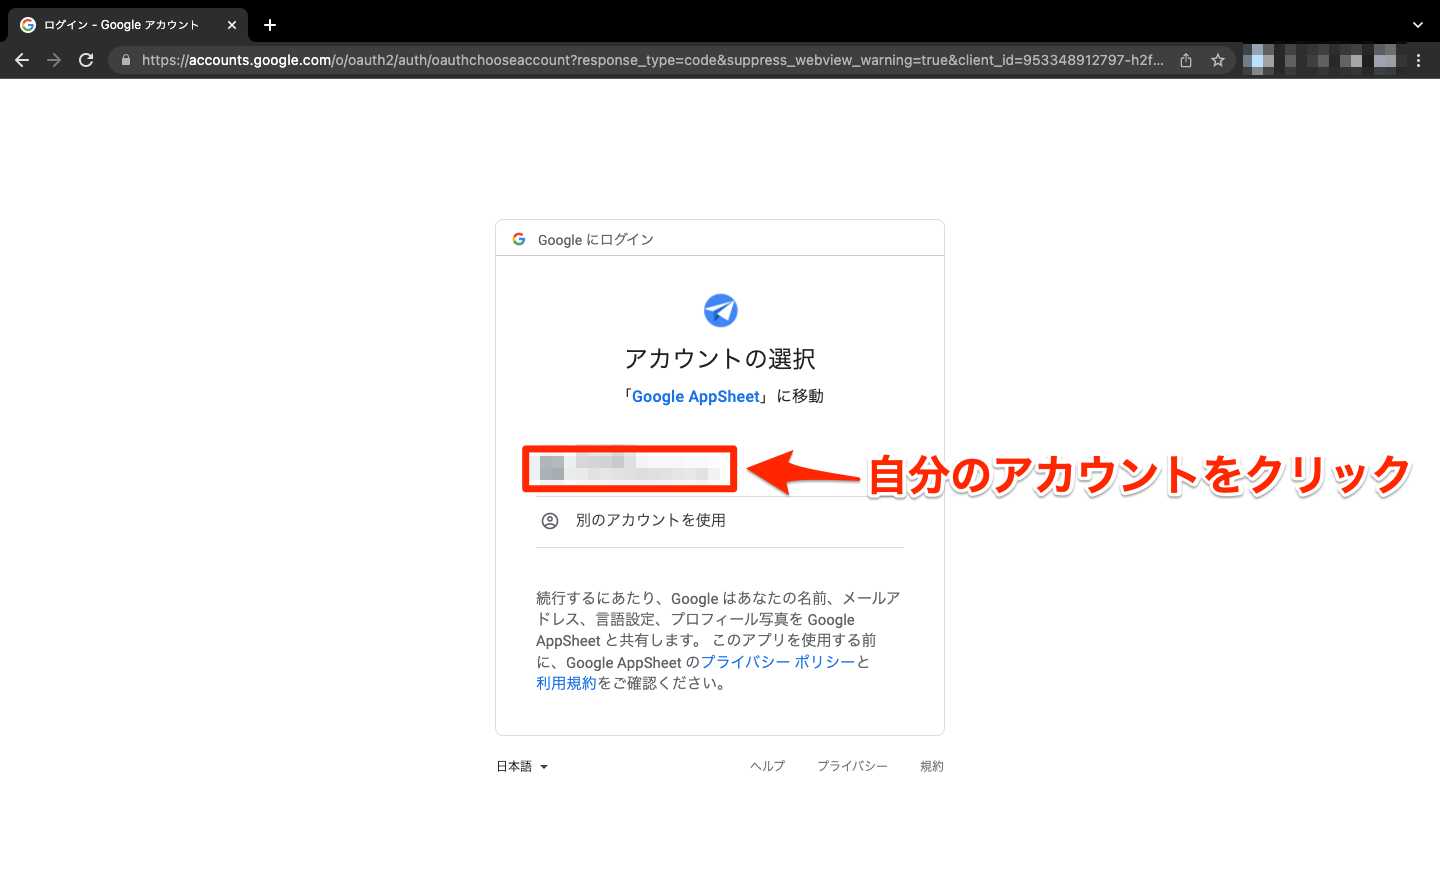 ログイン - Google アカウント
https://accounts.google.com/o/oauth2/auth/oauthchooseaccount?response_type=code&suppress_webview_warning=true&client_id=953348912797-h2f...
Google にログイン
アカウントの選択
「Google AppSheet」に移動
自分のアカウントをクリック
別のアカウントを使用
続行するにあたり、Google はあなたの名前、メールア
ドレス、言語設定、プロフィール写真を Google
AppSheet と共有します。 このアプリを使用する前
に、Google AppSheet のプライバシー ポリシーと
利用規約をご確認ください。
日本語
ヘルプ
プライバシー
規約